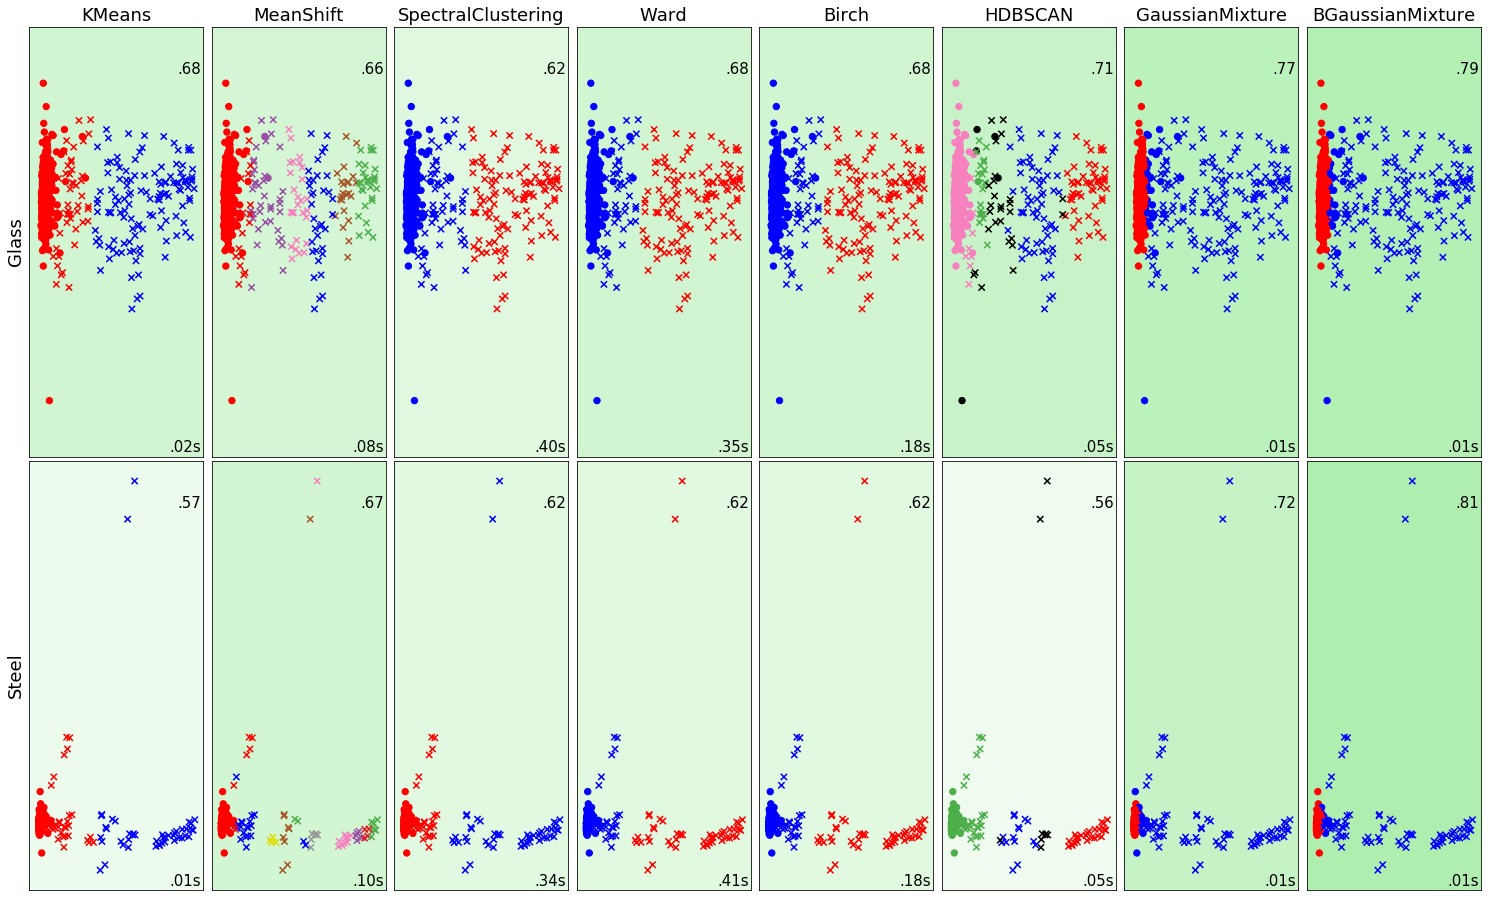 KMeans MeanShift SpectralClustering Ward Birch HDBSCAN GaussianMixture BGaussianMixture
Glass
.68 .66 .62 .68 .68 .71 .77 .79
.02s .08s .40s .35s .18s .05s .01s .01s
Steel
.57 .67 .62 .62 .62 .56 .72 .81
.01s .10s .34s .41s .18s .05s .01s .01s